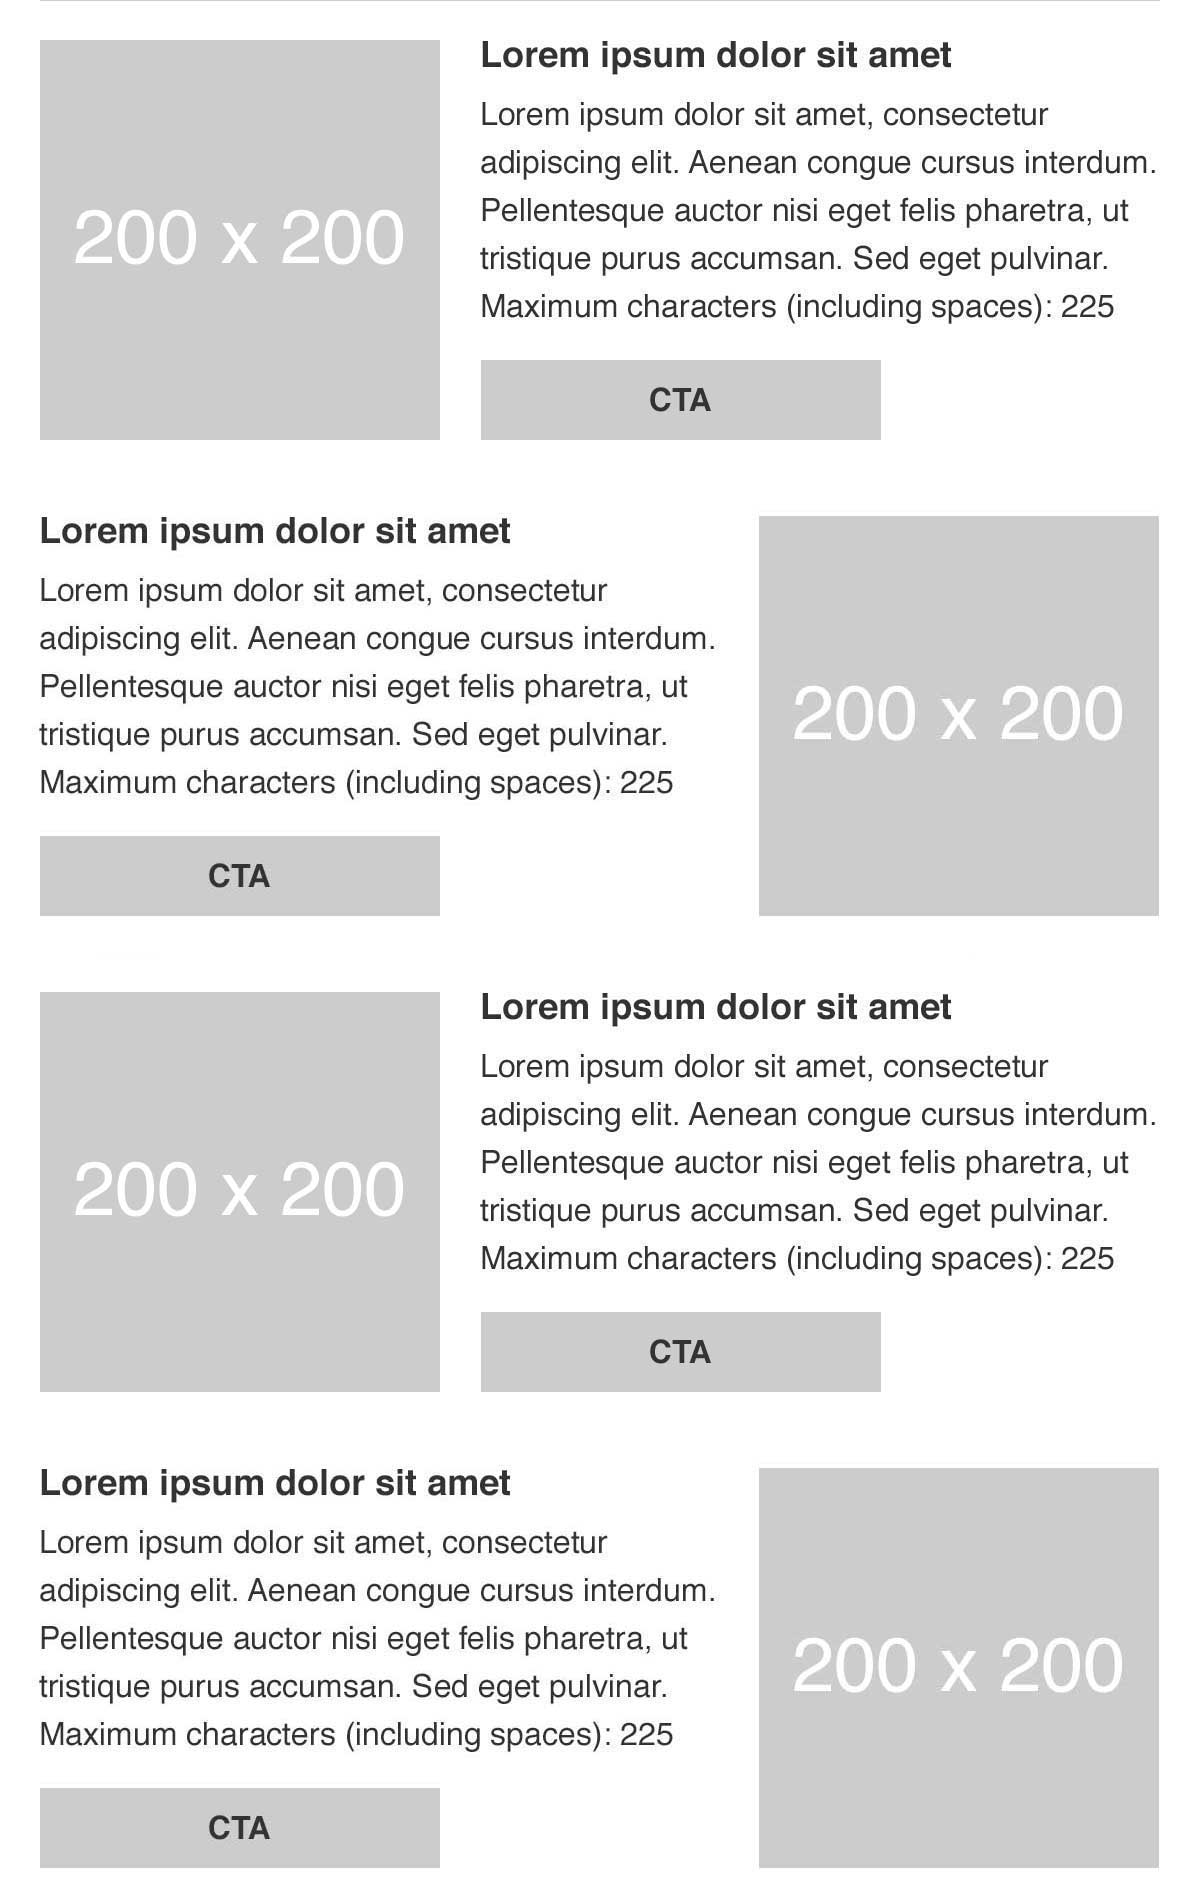 200 x 200
Lorem ipsum dolor sit amet
Lorem ipsum dolor sit amet, consectetur
adipiscing elit. Aenean congue cursus interdum.
Pellentesque auctor nisi eget felis pharetra, ut
tristique purus accumsan. Sed eget pulvinar.
Maximum characters (including spaces): 225
CTA
Lorem ipsum dolor sit amet
Lorem ipsum dolor sit amet, consectetur
adipiscing elit. Aenean congue cursus interdum.
Pellentesque auctor nisi eget felis pharetra, ut
tristique purus accumsan. Sed eget pulvinar.
Maximum characters (including spaces): 225
CTA
200 x 200
200 x 200
Lorem ipsum dolor sit amet
Lorem ipsum dolor sit amet, consectetur
adipiscing elit. Aenean congue cursus interdum.
Pellentesque auctor nisi eget felis pharetra, ut
tristique purus accumsan. Sed eget pulvinar.
Maximum characters (including spaces): 225
CTA
Lorem ipsum dolor sit amet
Lorem ipsum dolor sit amet, consectetur
adipiscing elit. Aenean congue cursus interdum.
Pellentesque auctor nisi eget felis pharetra, ut
tristique purus accumsan. Sed eget pulvinar.
Maximum characters (including spaces): 225
CTA
200 x 200